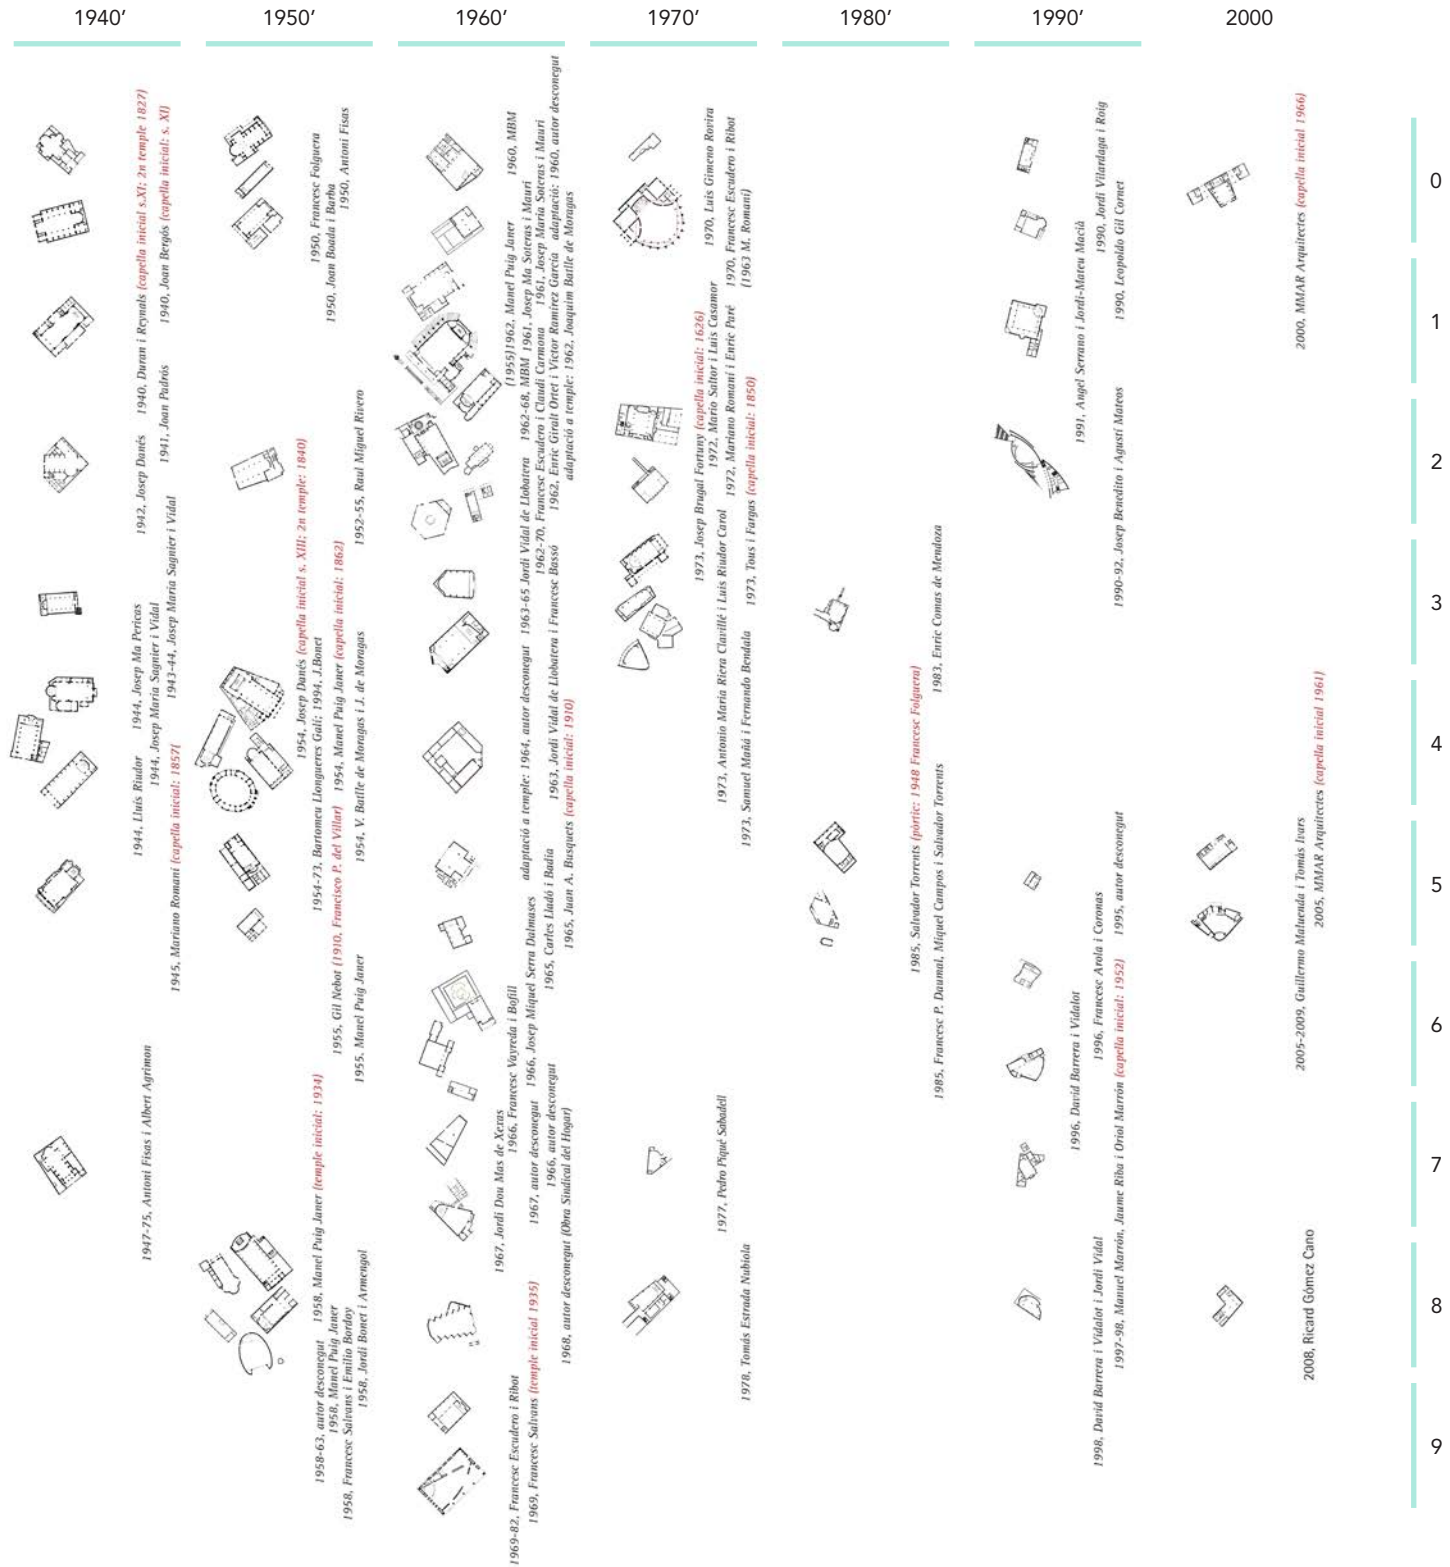 1940'
1950'
1960'
1970'
1980'
1990'
2000
0
1
2
3
4
5
6
7
8
9
1940, Duran i Reynals (capella inicial s.XI; 2n temple 1827)
1940, Joan Bergós (capella inicial: s. XI)
1941, Joan Padrós
1942, Josep Danés
1943-44, Josep Maria Sagnier i Vidal
1944, Josep Ma Pericas
1944, Josep Maria Sagnier i Vidal
1944, Lluís Riudor
1945, Mariano Romaní (capella inicial: 1857(
1947-75, Antoni Fisas i Albert Agrimon
1950, Francesc Folguera
1950, Joan Boada i Barba
1950, Antoni Fisas
1952-55, Raul Miguel Rivero
1954, Josep Danés (capella inicial s. XIII; 2n temple: 1840)
1954-73, Bartomeu Llongueres Galí; 1994, J.Bonet
1954, Manel Puig Janer (capella inicial: 1862)
1954, V. Batlle de Moragas i J. de Moragas
1955, Gil Nebot (1910, Francisco P. del Villar)
1955, Manel Puig Janer
1958, Manel Puig Janer (temple inicial: 1934)
1958-63, autor desconegut
1958, Manel Puig Janer
1958, Francesc Salvans i Emilio Bordoy
1958, Jordi Bonet i Armengol
1960, MBM
(1955)1962, Manel Puig Janer
1961, Josep Ma Soteras i Mauri
1962-68, MBM
1961, Josep Maria Soteras i Mauri
1962-70, Francesc Escudero i Claudi Carmona
adaptació: 1960, autor desconegut
1962, Enric Giralt Ortet i Víctor Ramírez García
adaptació a temple: 1962, Joaquim Batlle de Moragas
1963-65 Jordi Vidal de Llobatera
adaptació a temple: 1964, autor desconegut
1963, Jordi Vidal de Llobatera i Francesc Bassó
1965, Juan A. Busquets (capella inicial: 1910)
1965, Carles Lladó i Badia
1966, Josep Miquel Serra Dalmases
1966, Francesc Vayreda i Bofill
1967, autor desconegut
1966, autor desconegut
1967, Jordi Dou Mas de Xexas
1968, autor desconegut (Obra Sindical del Hogar)
1969, Francesc Salvans (temple inicial 1935)
1969-82, Francesc Escudero i Ribot
1970, Luis Gimeno Rovira
1970, Francesc Escudero i Ribot
(1963 M. Romaní)
1973, Josep Brugal Fortuny (capella inicial: 1626)
1972, Mario Saltor i Luis Casamor
1972, Mariano Romaní i Enric Paré
1973, Antonio Maria Riera Clavillé i Luis Riudor Carol
1973, Tous i Fargas (capella inicial: 1850)
1973, Samuel Mañá i Fernando Bendala
1977, Pedro Piqué Sabadell
1978, Tomás Estrada Nubiola
1983, Enric Comas de Mendoza
1985, Salvador Torrents (pòrtic: 1948 Francesc Folguera)
1985, Francesc P. Daumal, Miquel Campos i Salvador Torrents
1990, Jordi Vilardaga i Roig
1990, Leopoldo Gil Cornet
1991, Angel Serrano i Jordi-Mateu Macià
1990-92, Josep Benedito i Agustí Mateos
1995, autor desconegut
1996, Francesc Arola i Coronas
1996, David Barrera i Vidalot
1997-98, Manuel Marrón, Jaume Riba i Oriol Marrón (capella inicial: 1952)
1998, David Barrera i Vidalot i Jordi Vidal
2000, MMAR Arquitectes (capella inicial 1966)
2005, MMAR Arquitectes (capella inicial 1961)
2005-2009, Guillermo Maluenda i Tomàs Ivars
2008, Ricard Gómez Cano